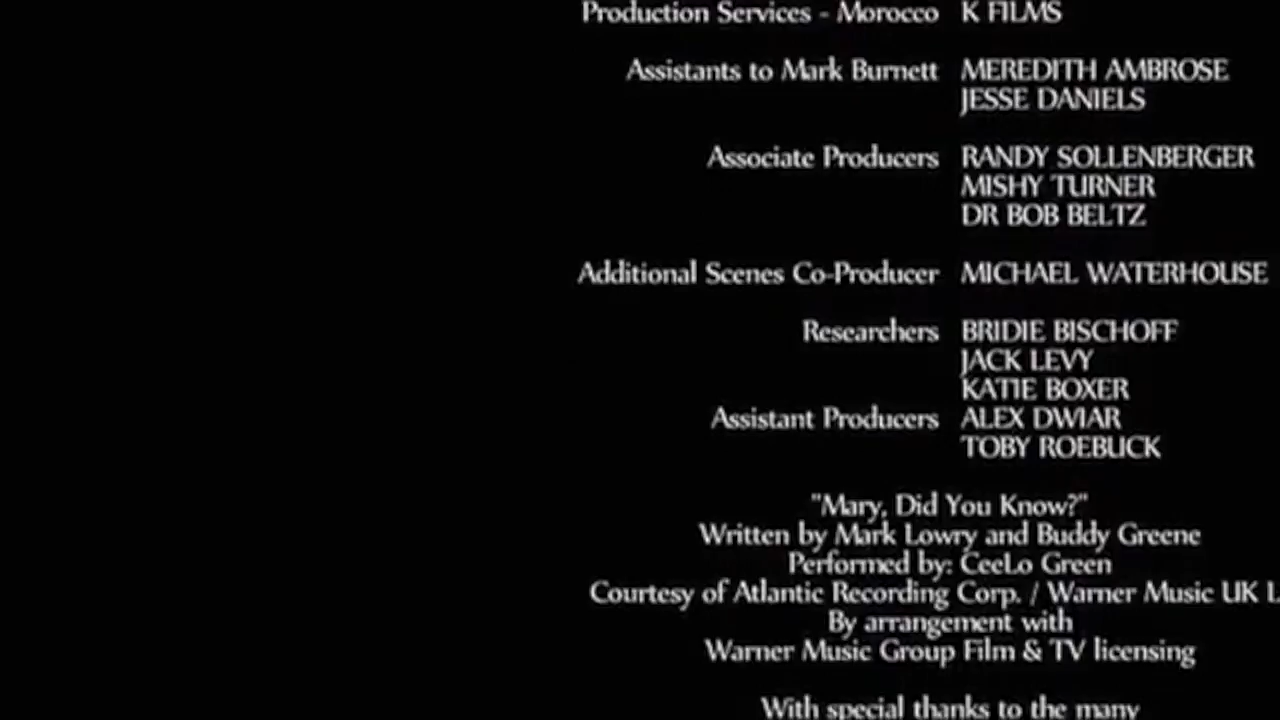 Production Services - Morocco K FILMS
Assistants to Mark Burnett MEREDITH AMBROSE
JESSE DANIELS
Associate Producers RANDY SOLLENBERGER
MISHY TURNER
DR BOB BELTZ
Additional Scenes Co-Producer MICHAEL WATERHOUSE
Researchers BRIDIE BISCHOFF
JACK LEVY
KATIE BOXER
Assistant Producers ALEX DWIAR
TOBY ROEBUCK
"Mary, Did You Know?"
Written by Mark Lowry and Buddy Greene
Performed by: CeeLo Green
Courtesy of Atlantic Recording Corp. / Warner Music UK L
By arrangement with
Warner Music Group Film & TV licensing
With special thanks to the many